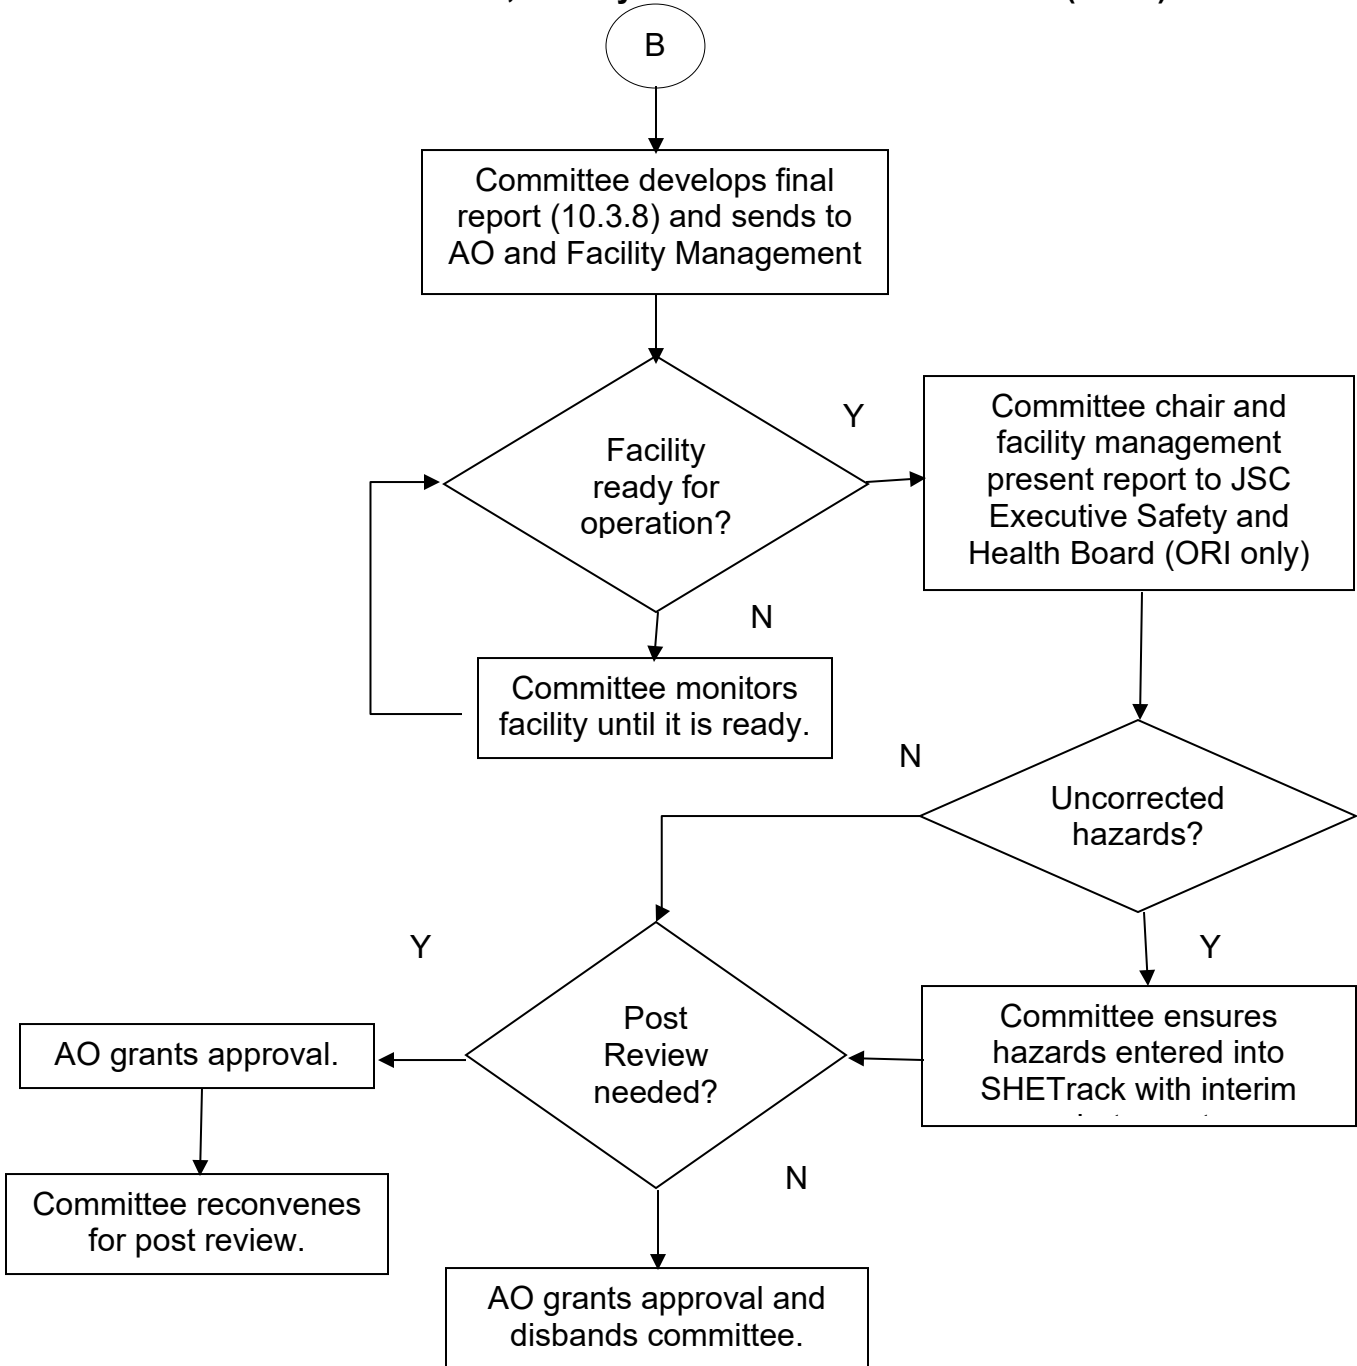 B
Committee develops final
report (10.3.8) and sends to
AO and Facility Management
Facility
ready for
operation?
Y
Committee chair and
facility management
present report to JSC
Executive Safety and
Health Board (ORI only)
N
Committee monitors
facility until it is ready.
N
Uncorrected
hazards?
Y
Y
Post
Review
needed?
Committee ensures
hazards entered into
SHETrack with interim
AO grants approval.
N
Committee reconvenes
for post review.
AO grants approval and
disbands committee.